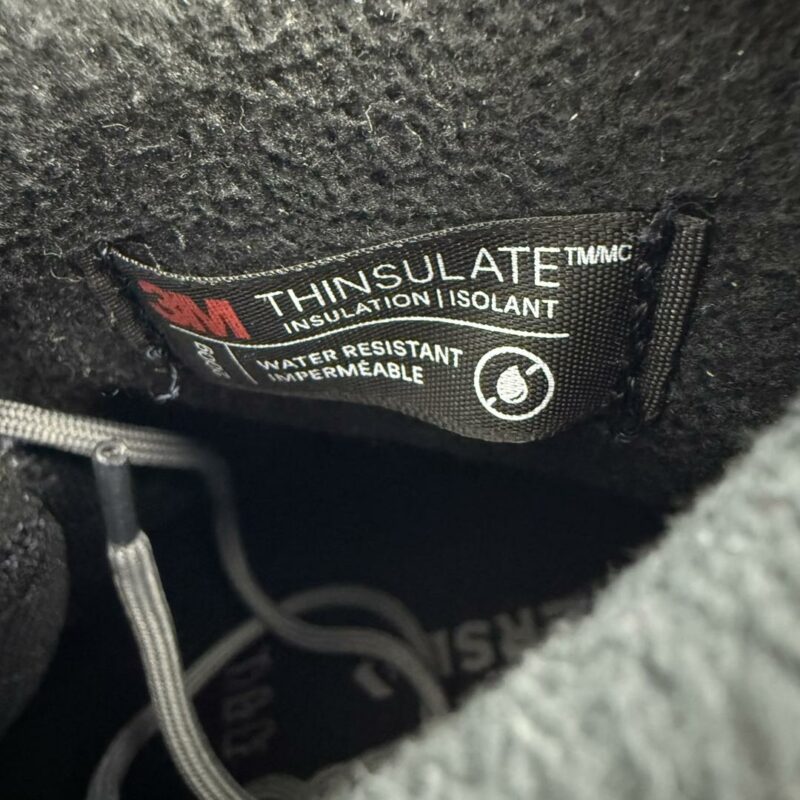 3M THINSULATE™/MC
INSULATION | ISOLANT
WATER RESISTANT
IMPERMÉABLE